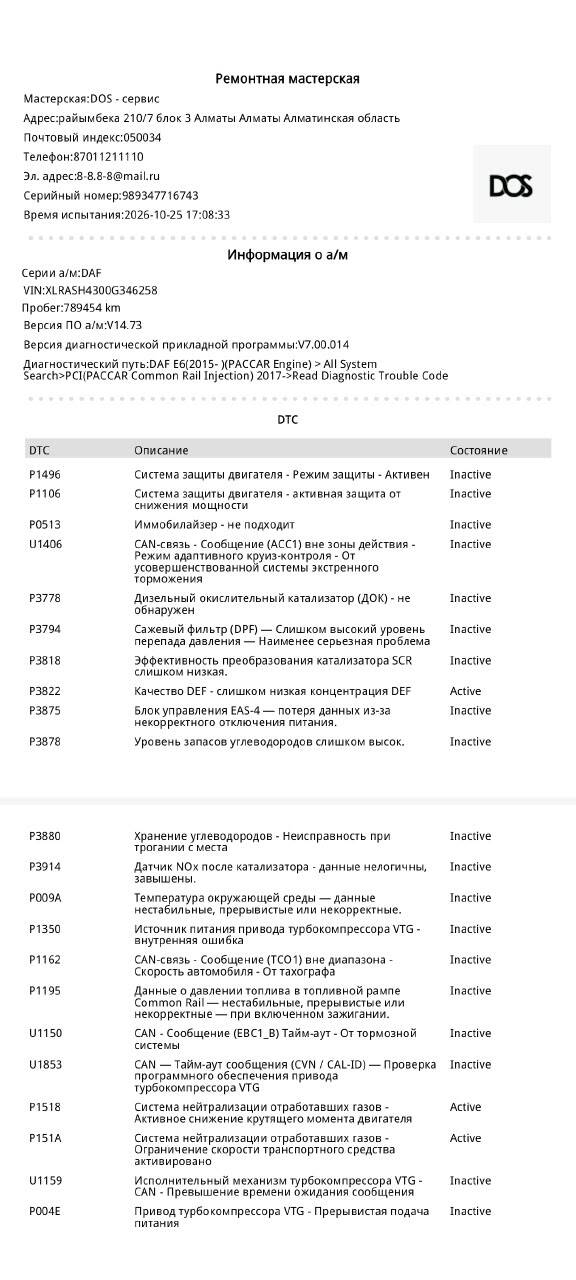 Ремонтная мастерская
Мастерская:DOS - сервис
Адрес:райымбека 210/7 блок 3 Алматы Алматы Алматинская область
Почтовый индекс:050034
Телефон:87011211110
Эл. адрес:8-8.8-8@mail.ru
DOS
Серийный номер:989347716743
Время испытания:2026-10-25 17:08:33
Информация о а/м
Серии а/м:DAF
VIN:XLRASH4300G346258
Пробег:789454 km
Версия ПО а/м:V14.73
Версия диагностической прикладной программы:V7.00.014
Диагностический путь:DAF E6(2015- )(PACCAR Engine) > All System
Search>PCI(PACCAR Common Rail Injection) 2017->Read Diagnostic Trouble Code
DTC
DTC Описание Состояние
P1496 Система защиты двигателя - Режим защиты - Активен Inactive
P1106 Система защиты двигателя - активная защита от Inactive
снижения мощности
P0513 Иммобилайзер - не подходит Inactive
U1406 CAN-связь - Сообщение (ACC1) вне зоны действия - Inactive
Режим адаптивного круиз-контроля - От
усовершенствованной системы экстренного
торможения
P3778 Дизельный окислительный катализатор (ДОК) - не Inactive
обнаружен
P3794 Сажевый фильтр (DPF) — Слишком высокий уровень Inactive
перепада давления — Наименее серьезная проблема
P3818 Эффективность преобразования катализатора SCR Inactive
слишком низкая.
P3822 Качество DEF - слишком низкая концентрация DEF Active
P3875 Блок управления EAS-4 — потеря данных из-за Inactive
некорректного отключения питания.
P3878 Уровень запасов углеводородов слишком высок. Inactive
P3880 Хранение углеводородов - Неисправность при Inactive
трогании с места
P3914 Датчик NOx после катализатора - данные нелогичны, Inactive
завышены.
P009A Температура окружающей среды — данные Inactive
нестабильные, прерывистые или некорректные.
P1350 Источник питания привода турбокомпрессора VTG - Inactive
внутренняя ошибка
P1162 CAN-связь - Сообщение (TCO1) вне диапазона - Inactive
Скорость автомобиля - От тахографа
P1195 Данные о давлении топлива в топливной рампе Inactive
Common Rail — нестабильные, прерывистые или
некорректные — при включенном зажигании.
U1150 CAN - Сообщение (EBC1_B) Тайм-аут - От тормозной Inactive
системы
U1853 CAN — Тайм-аут сообщения (CVN / CAL-ID) — Проверка Inactive
программного обеспечения привода
турбокомпрессора VTG
P1518 Система нейтрализации отработавших газов - Active
Активное снижение крутящего момента двигателя
P151A Система нейтрализации отработавших газов - Active
Ограничение скорости транспортного средства
активировано
U1159 Исполнительный механизм турбокомпрессора VTG - Inactive
CAN - Превышение времени ожидания сообщения
P004E Привод турбокомпрессора VTG - Прерывистая подача Inactive
питания